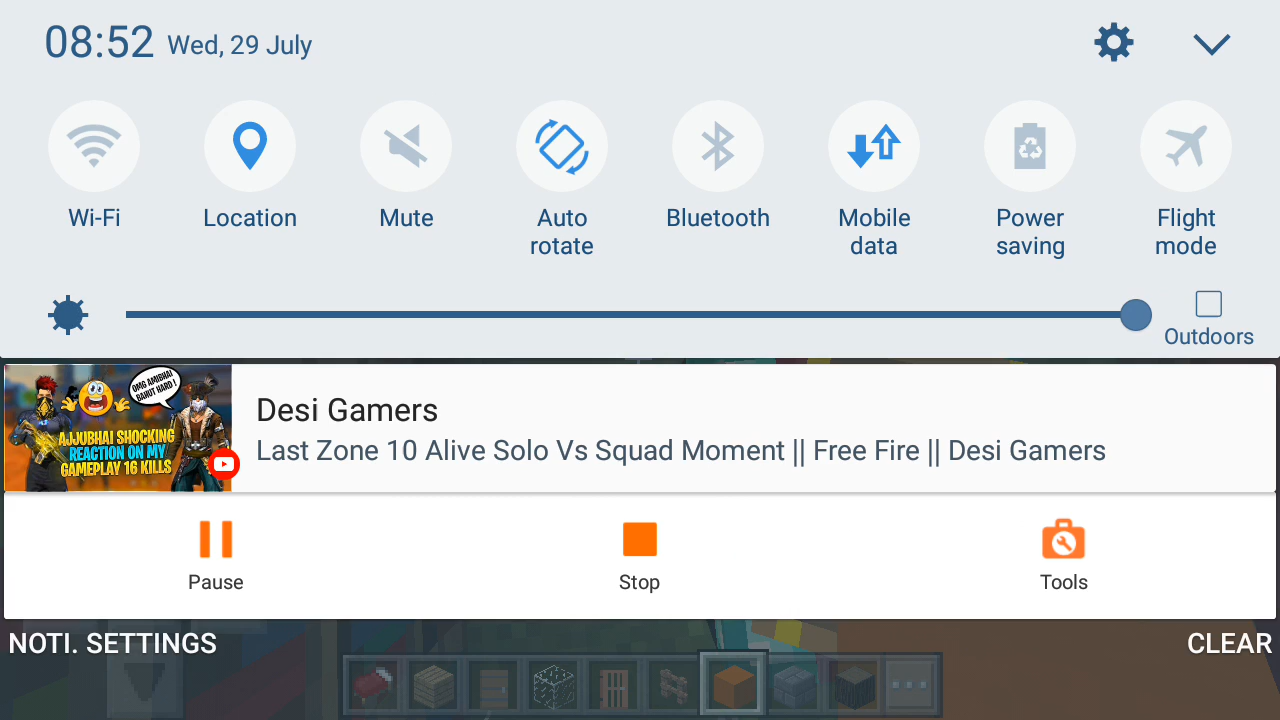 08:52 Wed, 29 July
Wi-Fi
Location
Mute
Auto
rotate
Bluetooth
Mobile
data
Power
saving
Flight
mode
Outdoors
OMG AMIBHAI
BAHUT HARD !
AJJUBHAI SHOCKING
REACTION ON MY
GAMEPLAY 16 KILLS
Desi Gamers
Last Zone 10 Alive Solo Vs Squad Moment || Free Fire || Desi Gamers
Pause
Stop
Tools
NOTI. SETTINGS
CLEAR